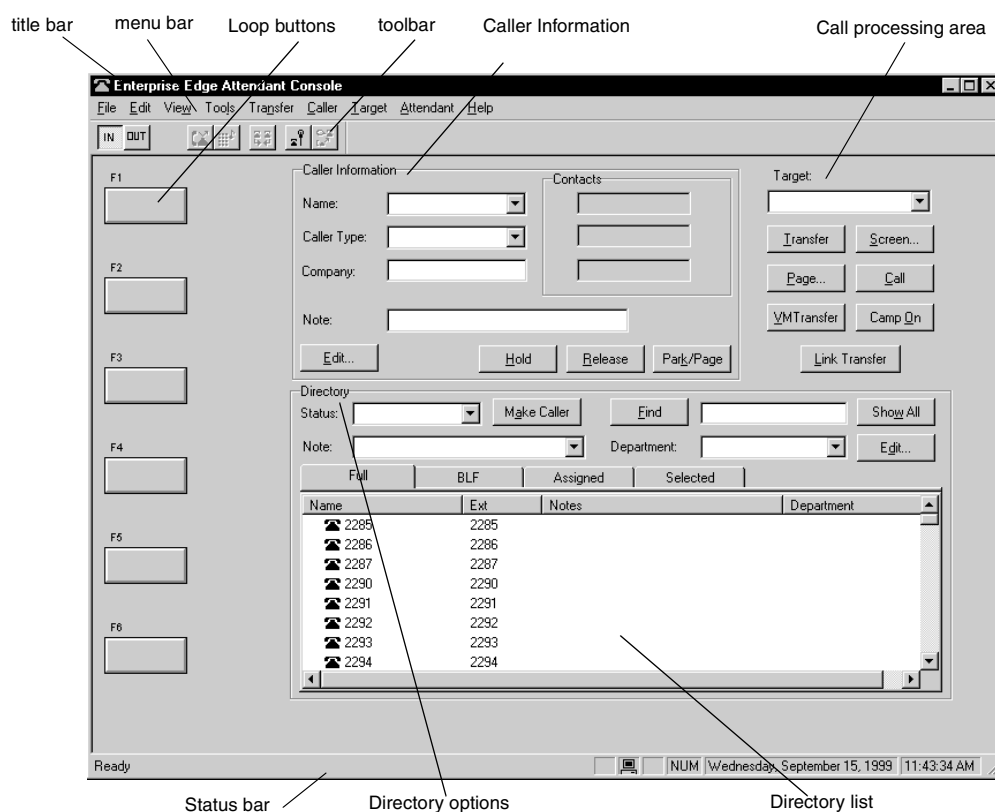 title bar
menu bar
Loop buttons
toolbar
Caller Information
Call processing area
Enterprise Edge Attendant Console
File Edit View Tools Transfer Caller Target Attendant Help
IN OUT
F1
F2
F3
F4
F5
F6
Caller Information
Contacts
Name:
Caller Type:
Company:
Note:
Edit... Hold Release Park/Page
Target:
Transfer Screen...
Page... Call
VMTransfer Camp On
Link Transfer
Directory
Status: Make Caller Find Show All
Note: Department: Edit...
Full BLF Assigned Selected
Name Ext Notes Department
2285 2285
2286 2286
2287 2287
2290 2290
2291 2291
2292 2292
2293 2293
2294 2294
Ready NUM Wednesday, September 15, 1999 11:43:34 AM
Status bar
Directory options
Directory list